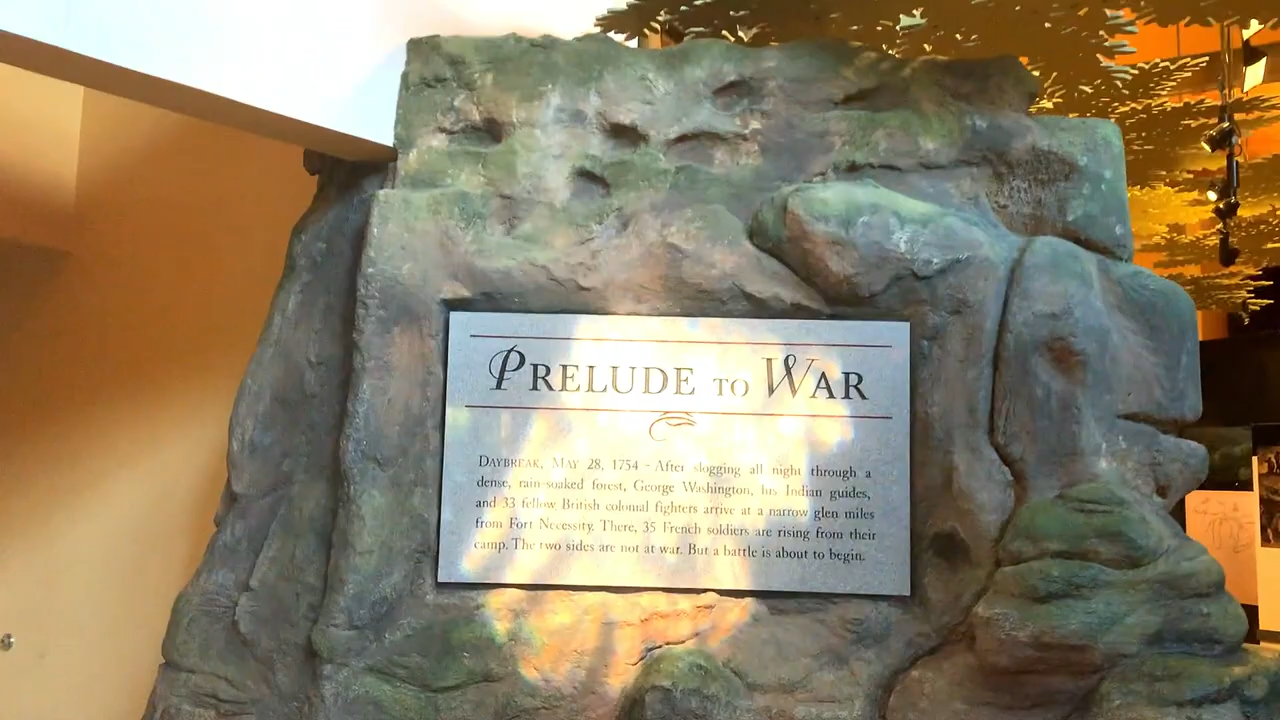 PRELUDE TO WAR
DAYBREAK, MAY 28, 1754 – After slogging all night through a
dense, rain-soaked forest, George Washington, his Indian guides,
and 33 fellow British colonial fighters arrive at a narrow glen miles
from Fort Necessity. There, 35 French soldiers are rising from their
camp. The two sides are not at war. But a battle is about to begin.